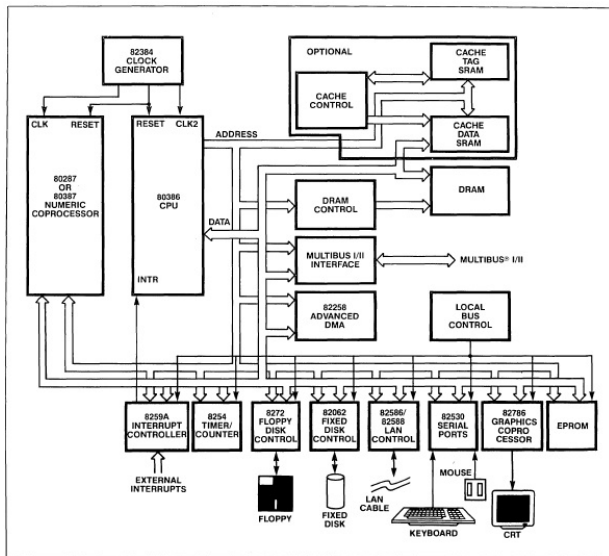 82384
CLOCK
GENERATOR
OPTIONAL
CACHE
TAG
SRAM
CACHE
CONTROL
CACHE
DATA
SRAM
CLK
RESET
RESET
CLK2
ADDRESS
80287
OR
80387
NUMERIC
COPROCESSOR
80386
CPU
DRAM
DRAM
CONTROL
DATA
MULTIBUS I/II
INTERFACE
MULTIBUS® I/II
INTR
82258
ADVANCED
DMA
LOCAL
BUS
CONTROL
8259A
INTERRUPT
CONTROLLER
8254
TIMER/
COUNTER
8272
FLOPPY
DISK
CONTROL
82062
FIXED
DISK
CONTROL
82586/
82588
LAN
CONTROL
82530
SERIAL
PORTS
82786
GRAPHICS
COPRO
CESSOR
EPROM
EXTERNAL
INTERRUPTS
FLOPPY
FIXED
DISK
LAN
CABLE
MOUSE
KEYBOARD
CRT